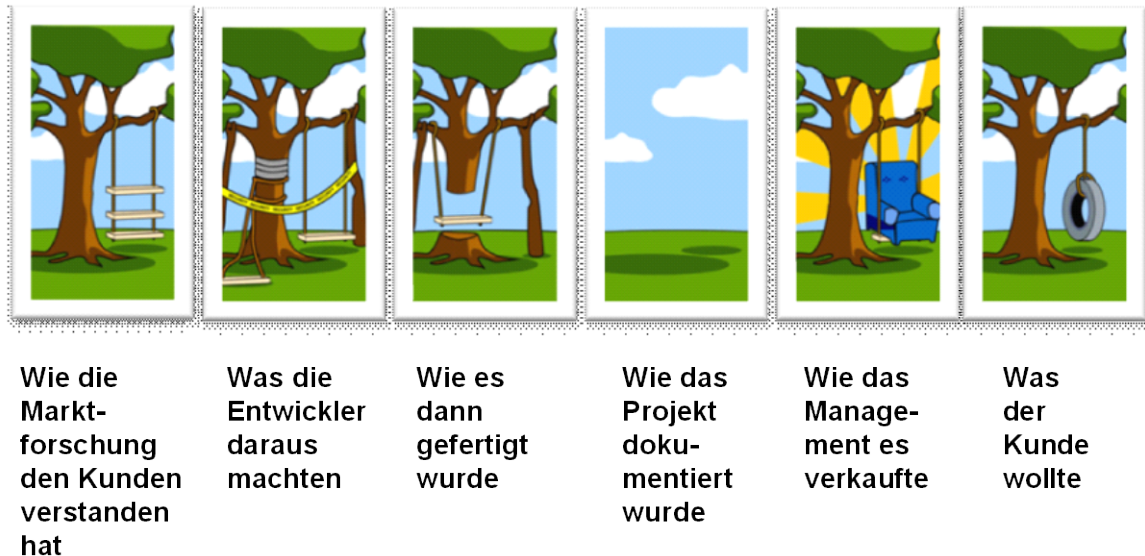 Wie die
Markt-
forschung
den Kunden
verstanden
hat
Was die
Entwickler
daraus
machten
Wie es
dann
gefertigt
wurde
Wie das
Projekt
doku-
mentiert
wurde
Wie das
Manage-
ment es
verkaufte
Was
der
Kunde
wollte